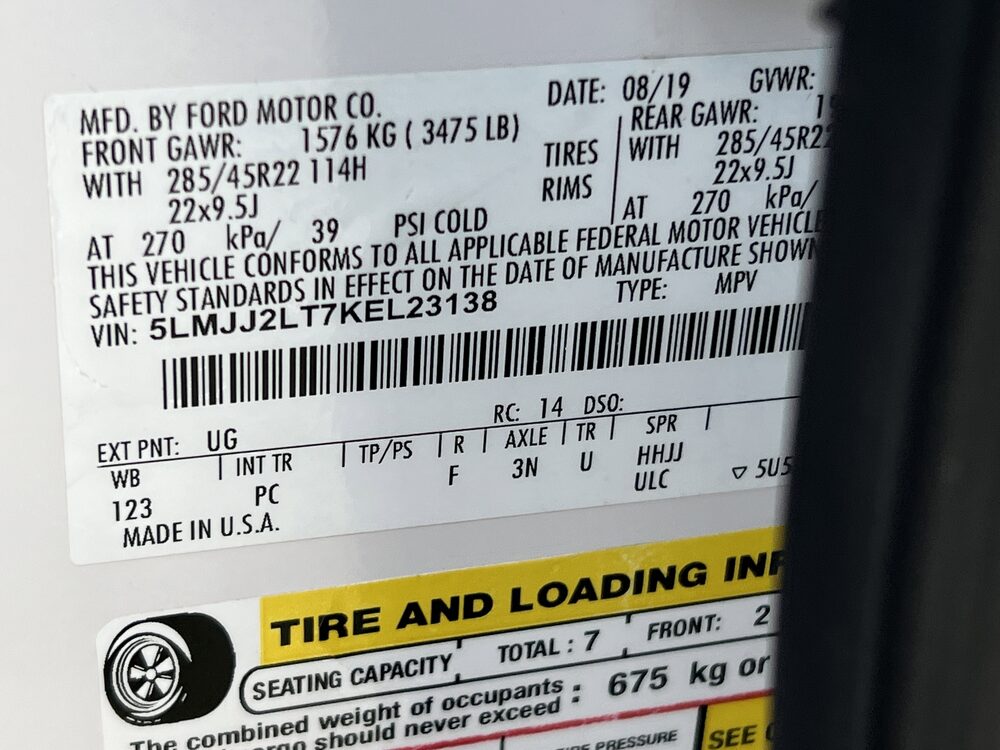 MFD. BY FORD MOTOR CO.
DATE: 08/19 GVWR:
FRONT GAWR: 1576 KG ( 3475 LB)
REAR GAWR:
WITH 285/45R22 114H TIRES WITH
22x9.5J RIMS 22x9.5J
AT 270 kPa/ 39 PSI COLD AT 270 kPa/
THIS VEHICLE CONFORMS TO ALL APPLICABLE FEDERAL MOTOR
SAFETY STANDARDS IN EFFECT ON THE DATE OF MANUFACTURE
VIN: 5LMJJ2LT7KEL23138 TYPE: MPV
RC: 14 DSO:
EXT PNT: UG
WB INT TR TP/PS R AXLE TR SPR
123 PC F 3N U HHJJ
ULC
MADE IN U.S.A.
TIRE AND LOADING
SEATING CAPACITY TOTAL : 7 FRONT: 2
The combined weight of occupants : 675 kg or
should never exceed
PRESSURE
SEE